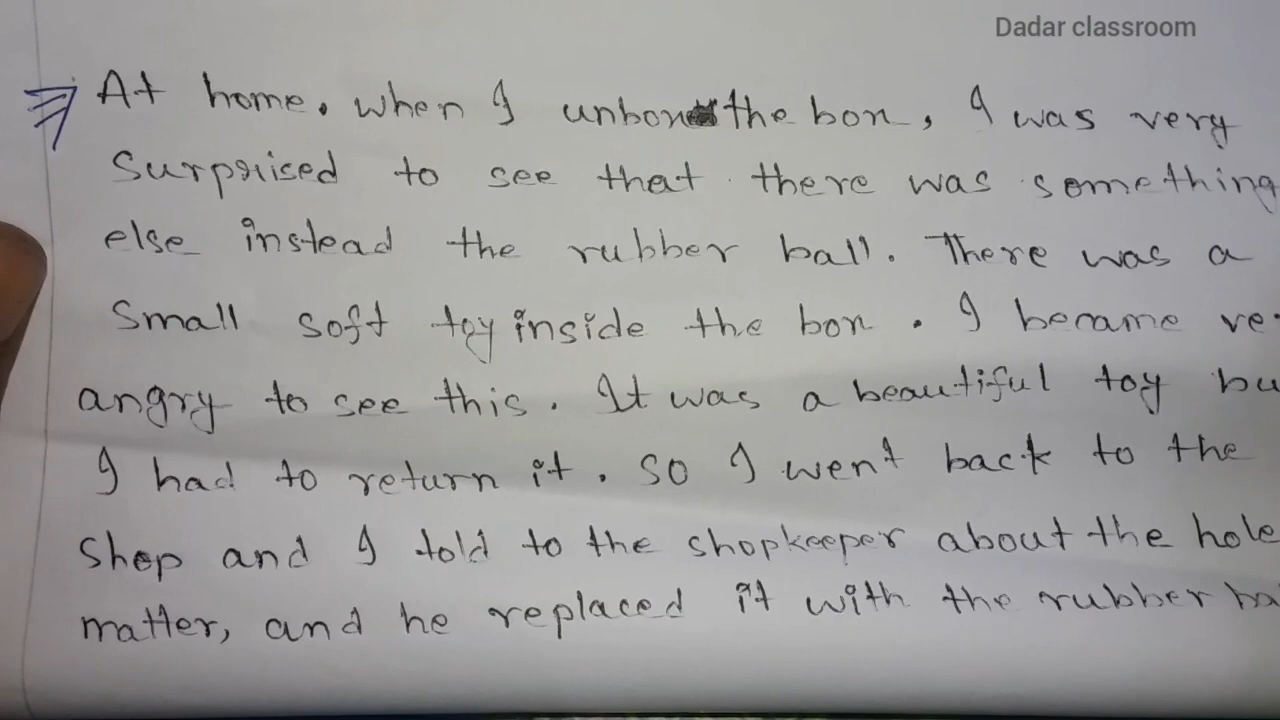 Dadar classroom
At home. when I unbox the box, I was very
Surprised to see that there was something
else instead the rubber ball. There was a
small soft toy inside the box. I became ve
angry to see this. It was a beautiful toy bu
I had to return it. So I went back to the
shop and I told to the shopkeeper about the hole
matter, and he replaced it with the rubber ba